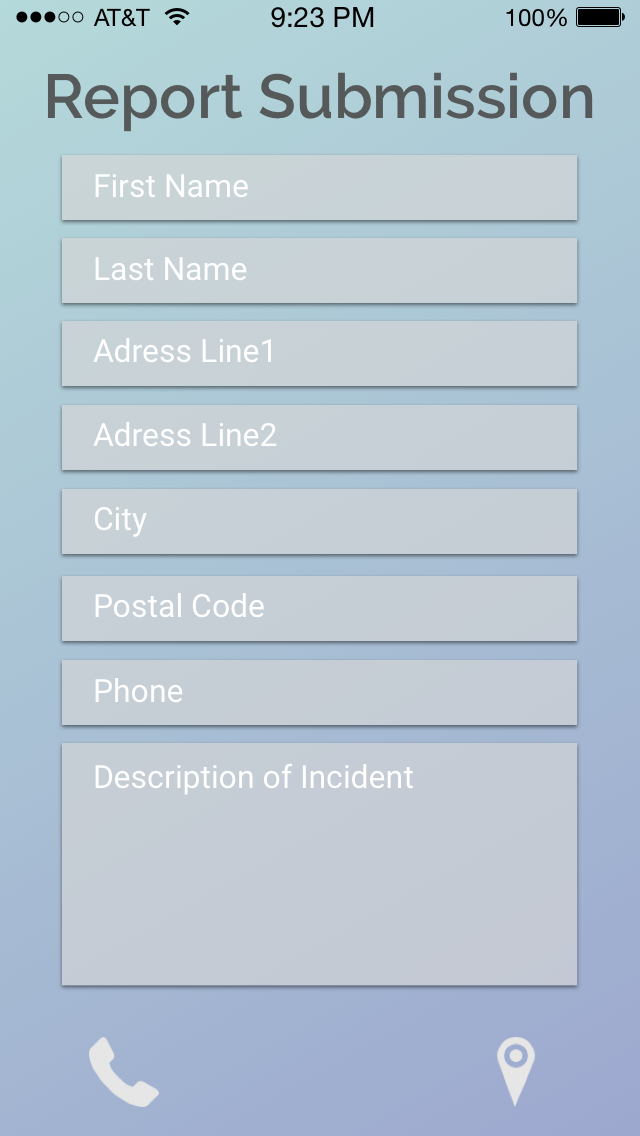 AT&T 9:23 PM 100%
Report Submission
First Name
Last Name
Adress Line1
Adress Line2
City
Postal Code
Phone
Description of Incident